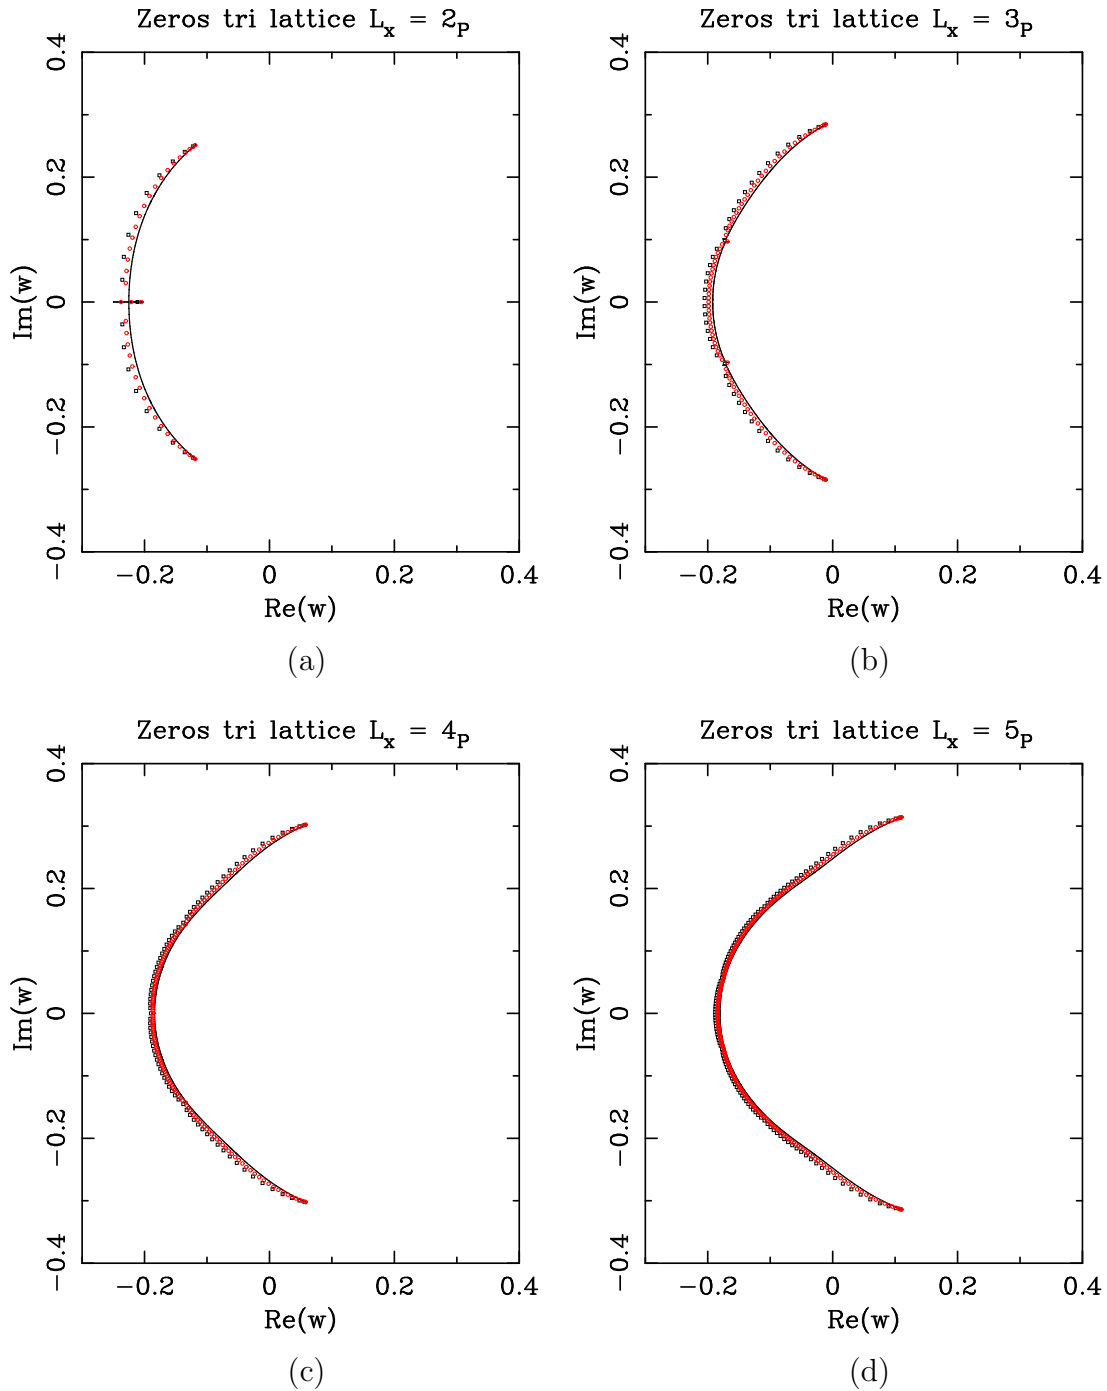 Zeros tri lattice L_x = 2_P
0.4
0.2
0
−0.2
−0.4
Im(w)
−0.2 0 0.2 0.4
Re(w)
(a)
Zeros tri lattice L_x = 3_P
0.4
0.2
0
−0.2
−0.4
Im(w)
−0.2 0 0.2 0.4
Re(w)
(b)
Zeros tri lattice L_x = 4_P
0.4
0.2
0
−0.2
−0.4
Im(w)
−0.2 0 0.2 0.4
Re(w)
(c)
Zeros tri lattice L_x = 5_P
0.4
0.2
0
−0.2
−0.4
Im(w)
−0.2 0 0.2 0.4
Re(w)
(d)